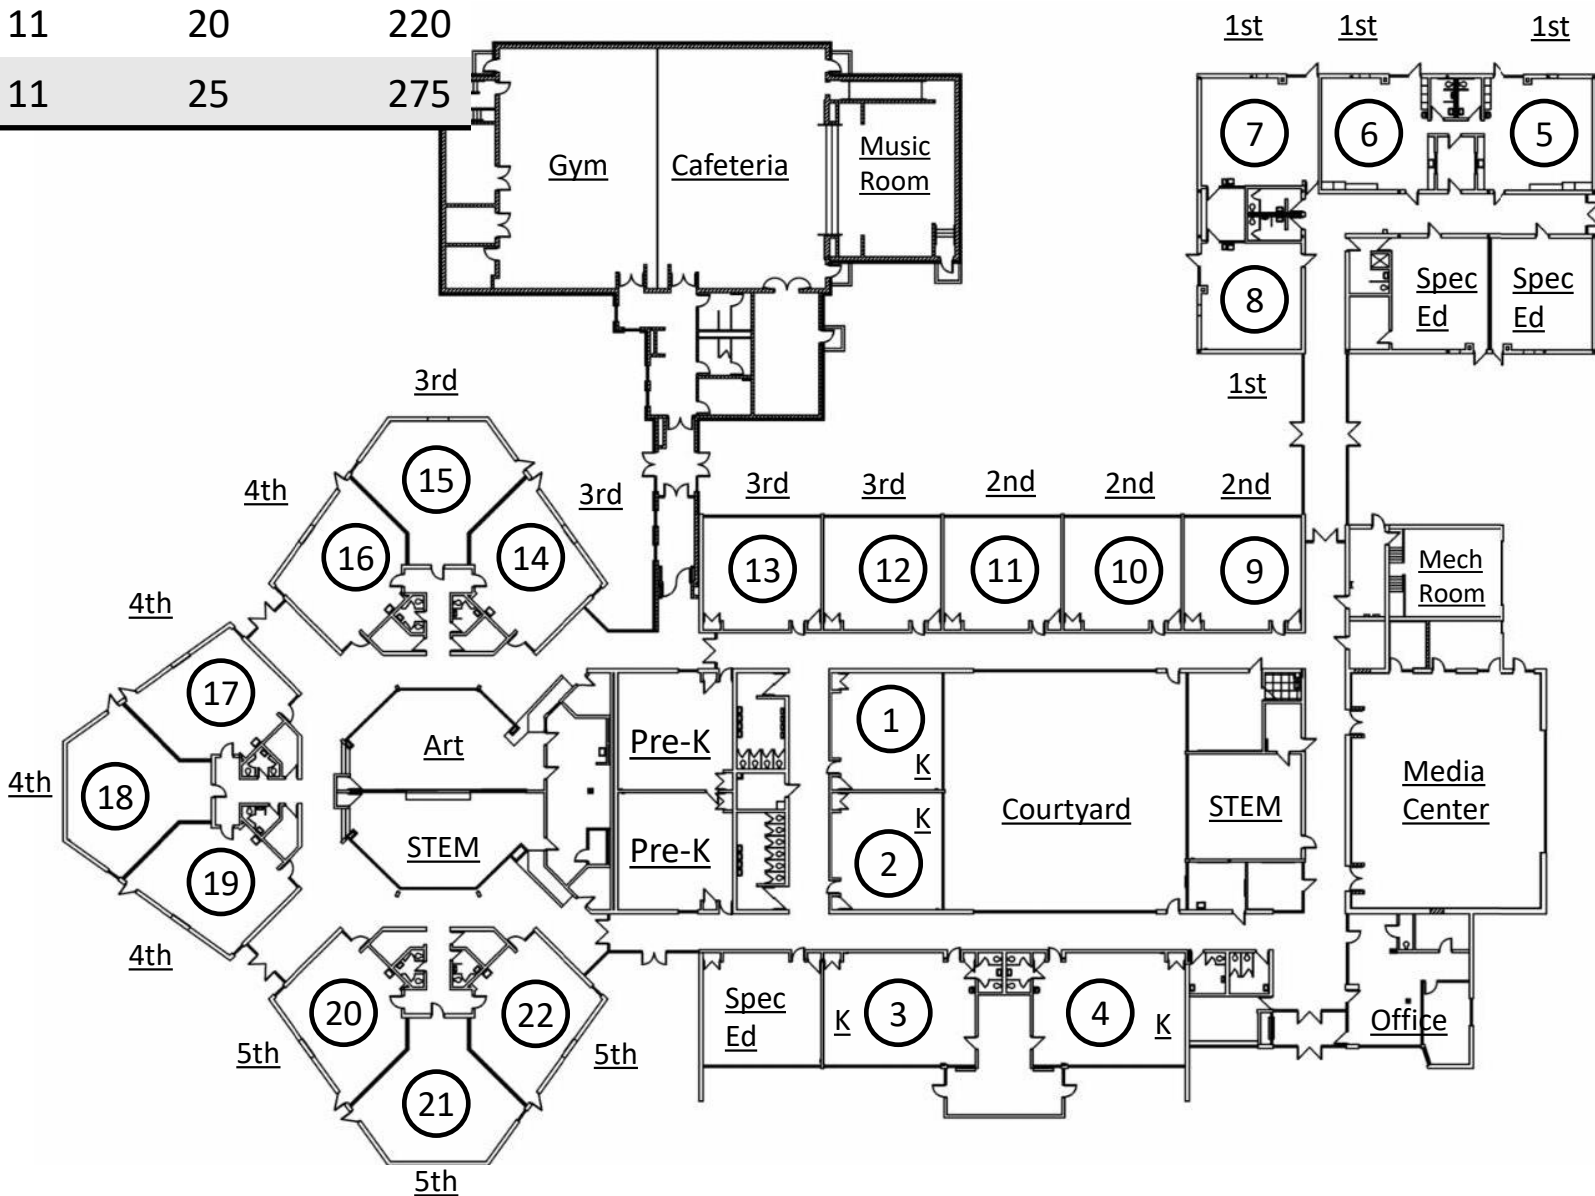 11 20 220
11 25 275
1st 1st 1st
7 6 5
Gym Cafeteria
Music
Room
8
Spec
Ed
Spec
Ed
1st
3rd
15
4th
3rd
16 14
3rd 3rd 2nd 2nd 2nd
13 12 11 10 9
Mech
Room
4th
17
4th
18
19
4th
Art
STEM
Pre-K
Pre-K
1
K
K
2
Courtyard
STEM
Media
Center
20 22
5th 5th
21
5th
Spec
Ed
K 3
4 K
Office